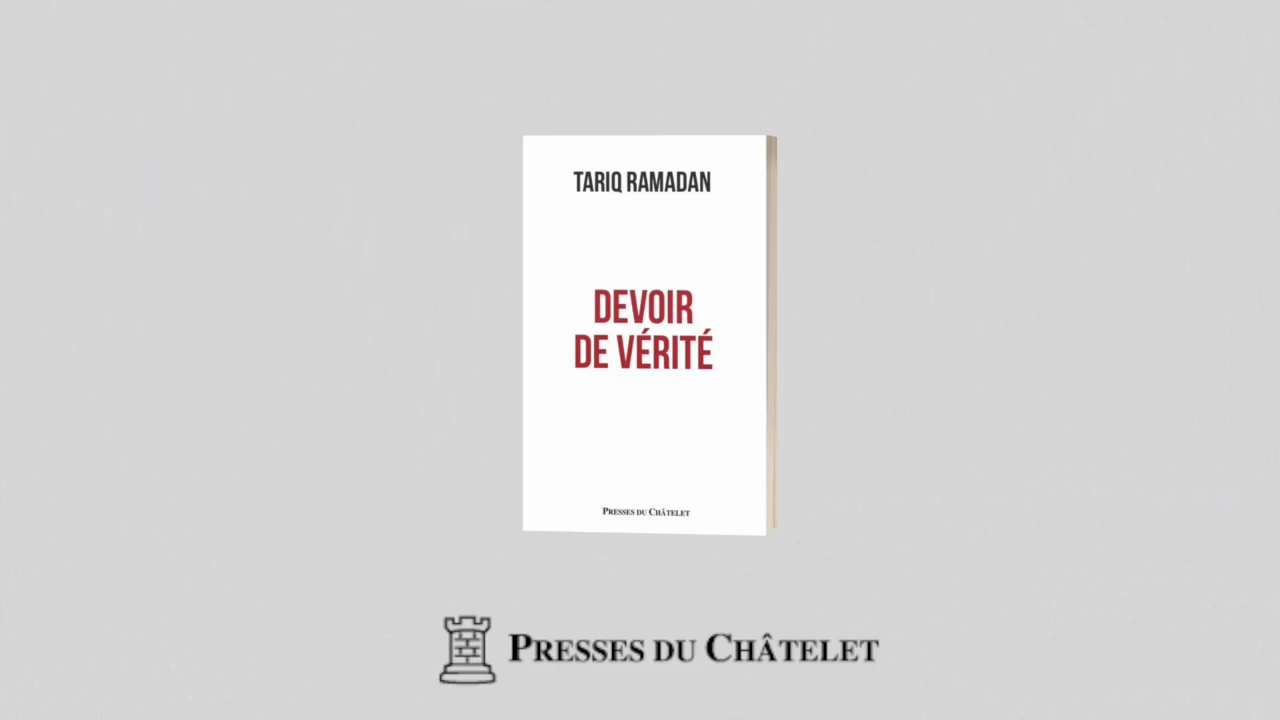 TARIQ RAMADAN
DEVOIR
DE VÉRITÉ
PRESSES DU CHÂTELET
PRESSES DU CHÂTELET